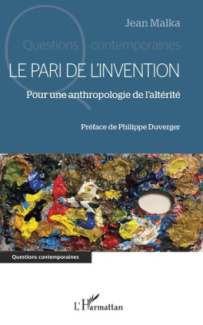 Jean Malka
Questions contemporaines
LE PARI DE L'INVENTION
Pour une anthropologie de l'altérité
Préface de Philippe Duverger
Questions contemporaines
L'Harmattan